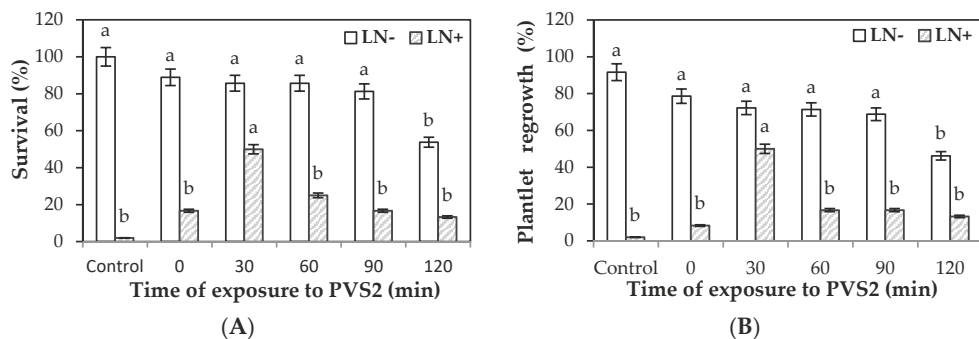 120
100
80
60
40
20
0
Survival (%)
LN- LN+
a a a a a b
b b a b b b
Control 0 30 60 90 120
Time of exposure to PVS2 (min)
(A)
120
100
80
60
40
20
0
Plantlet regrowth (%)
LN- LN+
a a a a a b
b b a b b b
Control 0 30 60 90 120
Time of exposure to PVS2 (min)
(B)